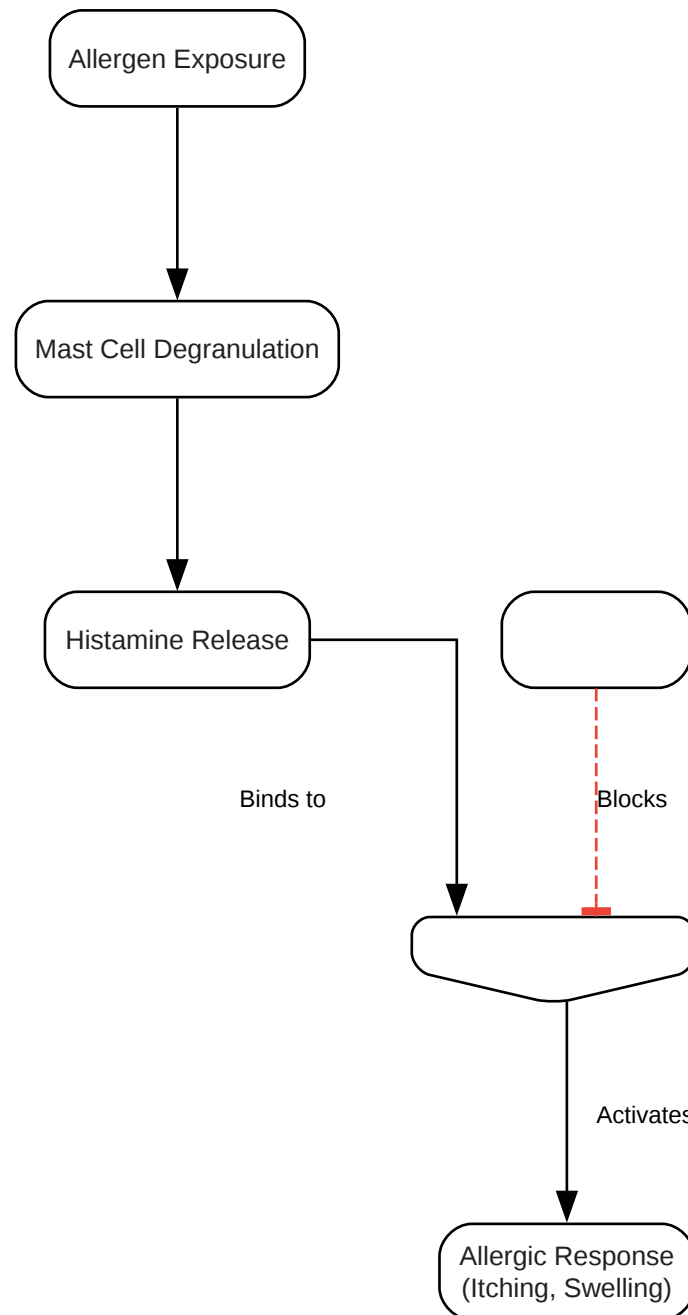 Allergen Exposure
Mast Cell Degranulation
Histamine Release
Binds to
Blocks
Activates
Allergic Response
(Itching, Swelling)